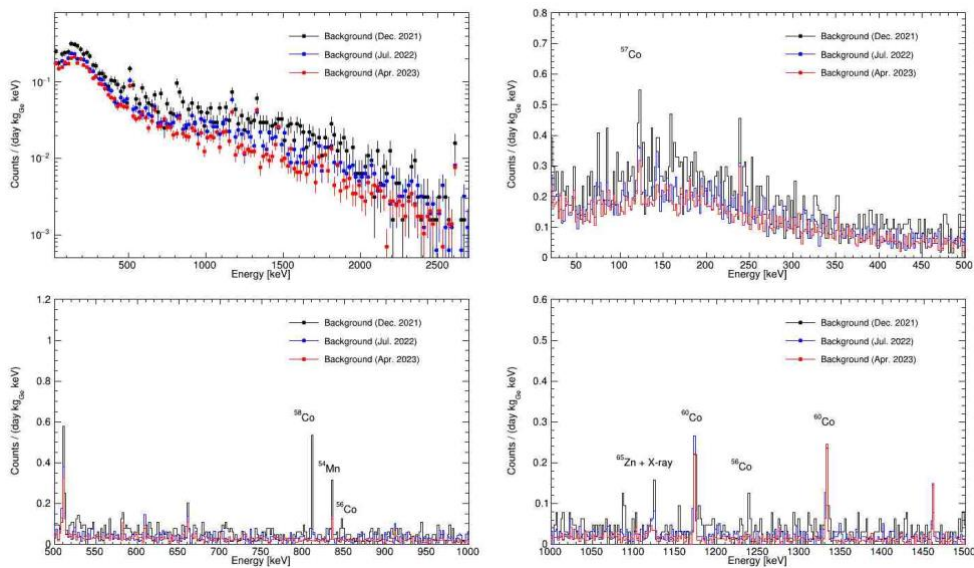 Counts / (day kg_Ge keV)
10⁻¹
10⁻²
10⁻³
Background (Dec. 2021)
Background (Jul. 2022)
Background (Apr. 2023)
500 1000 1500 2000 2500
Energy [keV]
Counts / (day kg_Ge keV)
0.8
0.7
0.6
0.5
0.4
0.3
0.2
0.1
0
⁵⁷Co
Background (Dec. 2021)
Background (Jul. 2022)
Background (Apr. 2023)
50 100 150 200 250 300 350 400 450 500
Energy [keV]
Counts / (day kg_Ge keV)
1.2
1
0.8
0.6
0.4
0.2
0
Background (Dec. 2021)
Background (Jul. 2022)
Background (Apr. 2023)
⁵⁸Co
⁵⁴Mn
⁵⁶Co
500 550 600 650 700 750 800 850 900 950 1000
Energy [keV]
Counts / (day kg_Ge keV)
0.6
0.5
0.4
0.3
0.2
0.1
0
Background (Dec. 2021)
Background (Jul. 2022)
Background (Apr. 2023)
⁶⁰Co
⁶⁰Co
⁶⁵Zn + X-ray
⁵⁶Co
1000 1050 1100 1150 1200 1250 1300 1350 1400 1450 1500
Energy [keV]